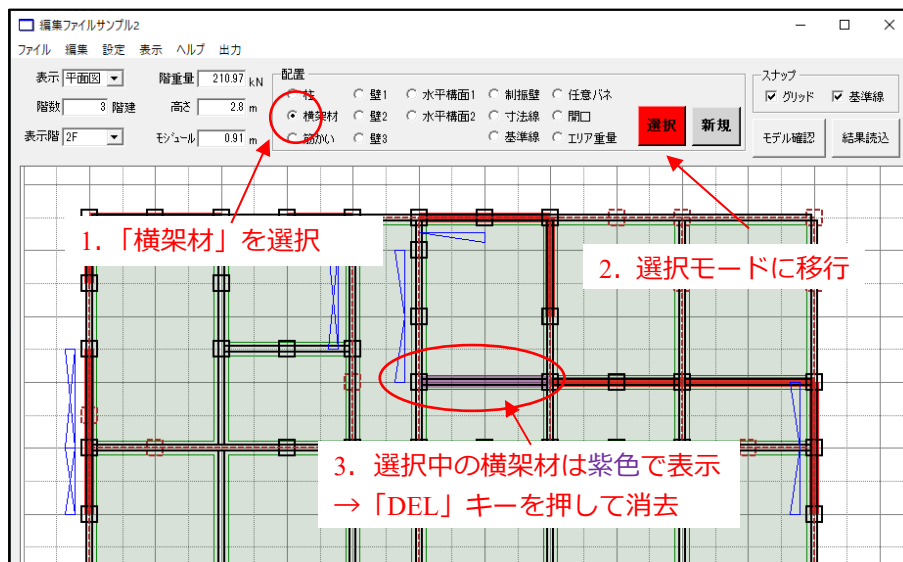 編集ファイルサンプル2
ファイル 編集 設定 表示 ヘルプ 出力
表示 平面図 階重量 210.97 kN
階数 3 階建 高さ 2.8 m
表示階 2F モジュール 0.91 m
配置
柱 壁1 水平構面1 制振壁 任意バネ
横架材 壁2 水平構面2 寸法線 開口
筋かい 壁3 基準線 エリア重量
選択 新規
スナップ
グリッド 基準線
モデル確認 結果読込
1. 「横架材」を選択
2. 選択モードに移行
3. 選択中の横架材は紫色で表示
→「DEL」キーを押して消去